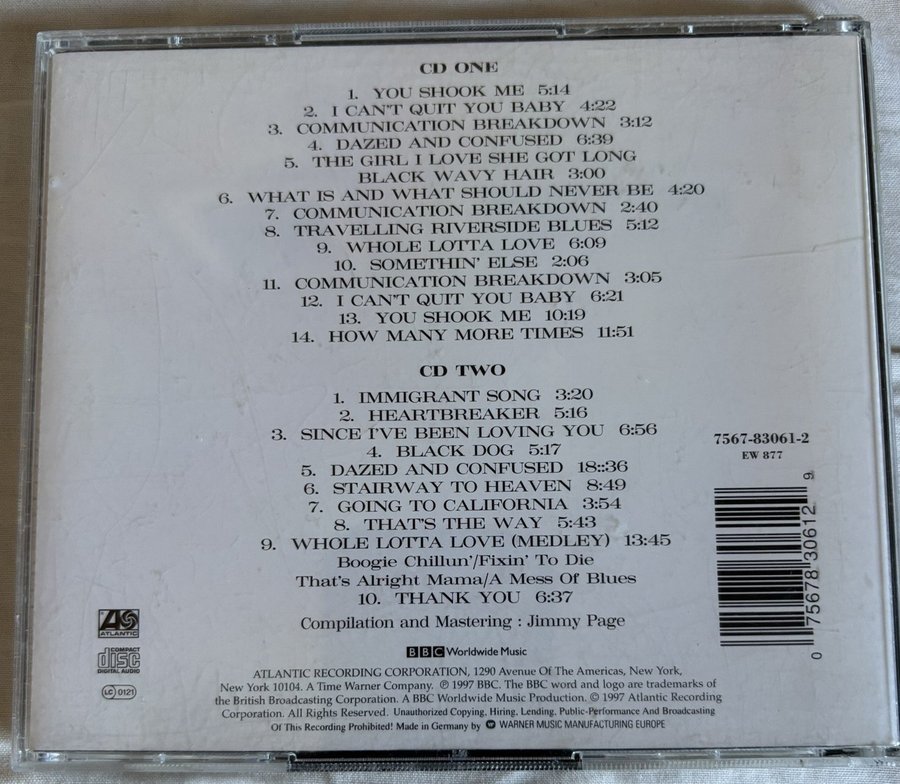 CD ONE
1. YOU SHOOK ME 5:14
2. I CAN'T QUIT YOU BABY 4:22
3. COMMUNICATION BREAKDOWN 3:12
4. DAZED AND CONFUSED 6:39
5. THE GIRL I LOVE SHE GOT LONG
BLACK WAVY HAIR 3:00
6. WHAT IS AND WHAT SHOULD NEVER BE 4:20
7. COMMUNICATION BREAKDOWN 2:40
8. TRAVELLING RIVERSIDE BLUES 5:12
9. WHOLE LOTTA LOVE 6:09
10. SOMETHIN' ELSE 2:06
11. COMMUNICATION BREAKDOWN 3:05
12. I CAN'T QUIT YOU BABY 6:21
13. YOU SHOOK ME 10:19
14. HOW MANY MORE TIMES 11:51
CD TWO
1. IMMIGRANT SONG 3:20
2. HEARTBREAKER 5:16
3. SINCE I'VE BEEN LOVING YOU 6:56
4. BLACK DOG 5:17
5. DAZED AND CONFUSED 18::36
6. STAIRWAY TO HEAVEN 8:49
7. GOING TO CALIFORNIA 3:54
8. THAT'S THE WAY 5:43
9. WHOLE LOTTA LOVE (MEDLEY) 13:45
Boogie Chillun'/Fixin' To Die
That's Alright Mama/A Mess Of Blues
10. THANK YOU 6:37
Compilation and Mastering : Jimmy Page
7567-83061-2
EW 877
0 75678 30612 9
ATLANTIC
COMPACT
disc
DIGITAL AUDIO
LC 0121
BBC Worldwide Music
ATLANTIC RECORDING CORPORATION, 1290 Avenue Of The Americas, New York,
New York 10104. A Time Warner Company. ℗ 1997 BBC. The BBC word and logo are trademarks of
the British Broadcasting Corporation. A BBC Worldwide Music Production. © 1997 Atlantic Recording
Corporation. All Rights Reserved. Unauthorized Copying, Hiring, Lending, Public-Performance And Broadcasting
Of This Recording Prohibited! Made in Germany by WARNER MUSIC MANUFACTURING EUROPE